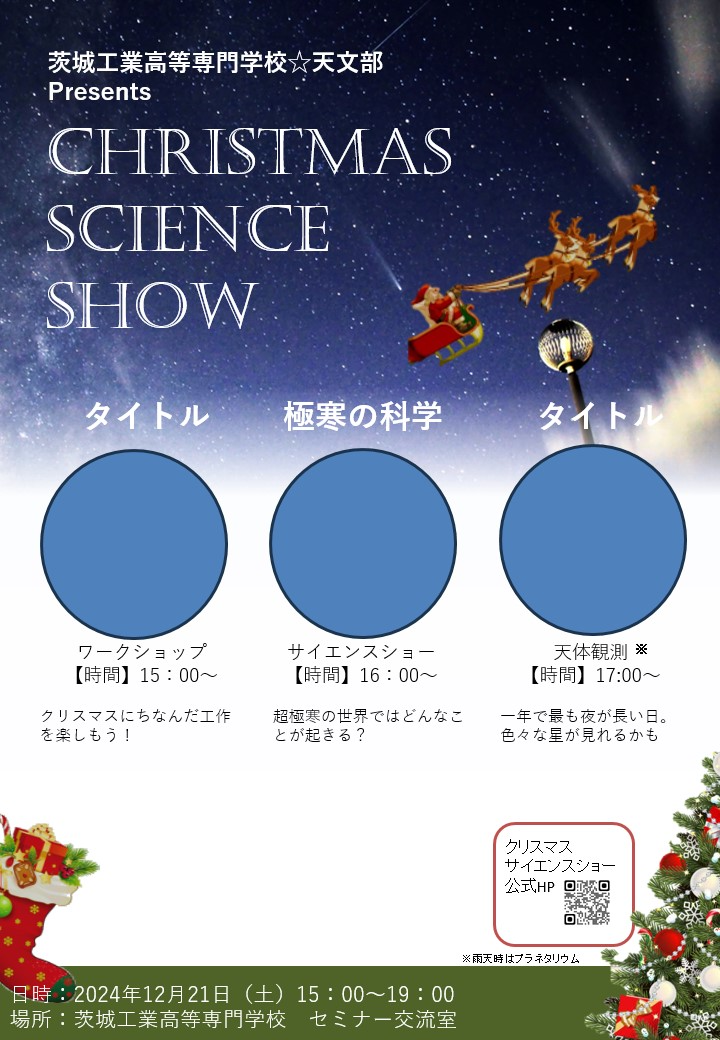 茨城工業高等専門学校☆天文部
Presents
CHRISTMAS
SCIENCE
SHOW
タイトル
極寒の科学
タイトル
ワークショップ
【時間】15：00～
クリスマスにちなんだ工作
を楽しもう！
サイエンスショー
【時間】16：00～
超極寒の世界ではどんなこ
とが起きる？
天体観測 ※
【時間】17:00～
一年で最も夜が長い日。
色々な星が見れるかも
クリスマス
サイエンスショー
公式HP
※雨天時はプラネタリウム
日時：2024年12月21日（土）15：00～19：00
場所：茨城工業高等専門学校　セミナー交流室